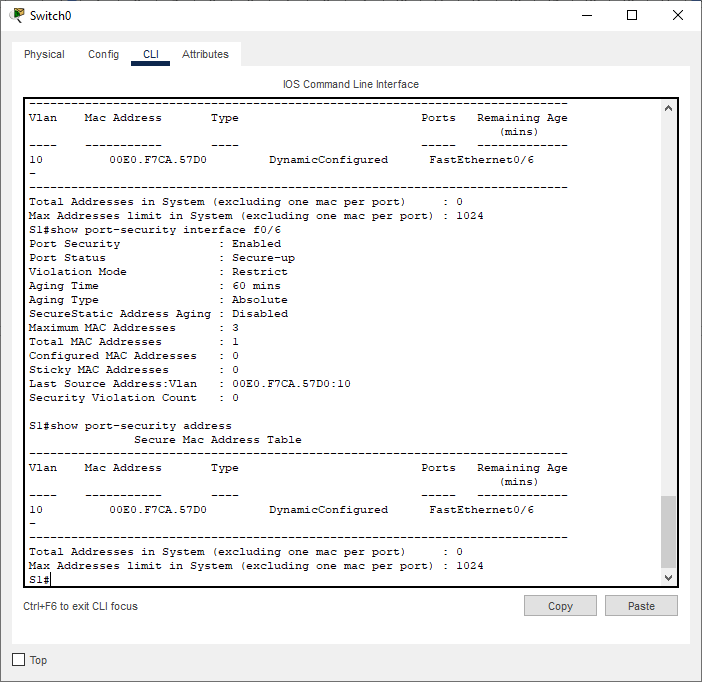 Switch0
Physical Config CLI Attributes
IOS Command Line Interface
----------------------------------------------------------------------------
Vlan    Mac Address       Type                          Ports   Remaining Age
                                                                   (mins)
----    -----------       ----                          -----   -------------
10         00E0.F7CA.57D0         DynamicConfigured      FastEthernet0/6
-
----------------------------------------------------------------------------
Total Addresses in System (excluding one mac per port)     : 0
Max Addresses limit in System (excluding one mac per port) : 1024
S1#show port-security interface f0/6
Port Security              : Enabled
Port Status                : Secure-up
Violation Mode             : Restrict
Aging Time                 : 60 mins
Aging Type                 : Absolute
SecureStatic Address Aging : Disabled
Maximum MAC Addresses      : 3
Total MAC Addresses        : 1
Configured MAC Addresses   : 0
Sticky MAC Addresses       : 0
Last Source Address:Vlan   : 00E0.F7CA.57D0:10
Security Violation Count   : 0
S1#show port-security address
               Secure Mac Address Table
----------------------------------------------------------------------------
Vlan    Mac Address       Type                          Ports   Remaining Age
                                                                   (mins)
----    -----------       ----                          -----   -------------
10         00E0.F7CA.57D0         DynamicConfigured      FastEthernet0/6
-
----------------------------------------------------------------------------
Total Addresses in System (excluding one mac per port)     : 0
Max Addresses limit in System (excluding one mac per port) : 1024
S1#
Ctrl+F6 to exit CLI focus
Copy Paste
Top